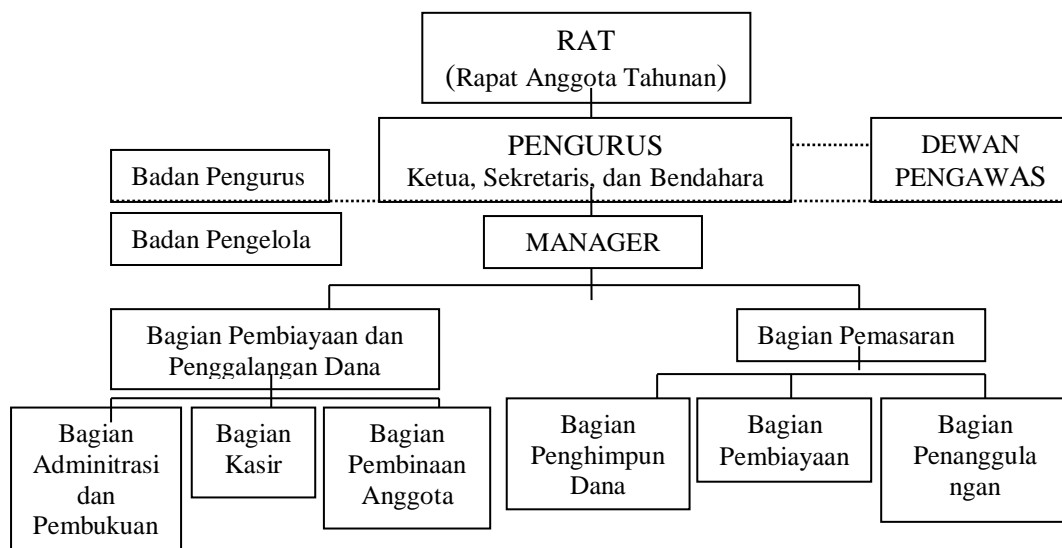 RAT
(Rapat Anggota Tahunan)
PENGURUS
Ketua, Sekretaris, dan Bendahara
DEWAN
PENGAWAS
Badan Pengurus
Badan Pengelola
MANAGER
Bagian Pembiayaan dan
Penggalangan Dana
Bagian Pemasaran
Bagian
Adminitrasi
dan
Pembukuan
Bagian
Kasir
Bagian
Pembinaan
Anggota
Bagian
Penghimpun
Dana
Bagian
Pembiayaan
Bagian
Penanggula
ngan